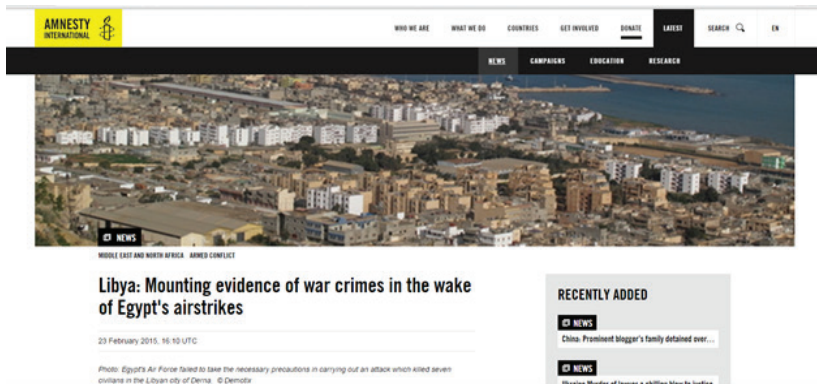 AMNESTY
INTERNATIONAL
WHO WE ARE WHAT WE DO COUNTRIES GET INVOLVED DONATE LATEST SEARCH EN
NEWS CAMPAIGNS EDUCATION RESEARCH
NEWS
MIDDLE EAST AND NORTH AFRICA ARMED CONFLICT
Libya: Mounting evidence of war crimes in the wake
of Egypt's airstrikes
23 February 2015, 16:10 UTC
Photo: Egypt's Air Force failed to take the necessary precautions in carrying out an attack which killed seven
civilians in the Libyan city of Derna. © Demotix
RECENTLY ADDED
NEWS
China: Prominent blogger's family detained over…
NEWS